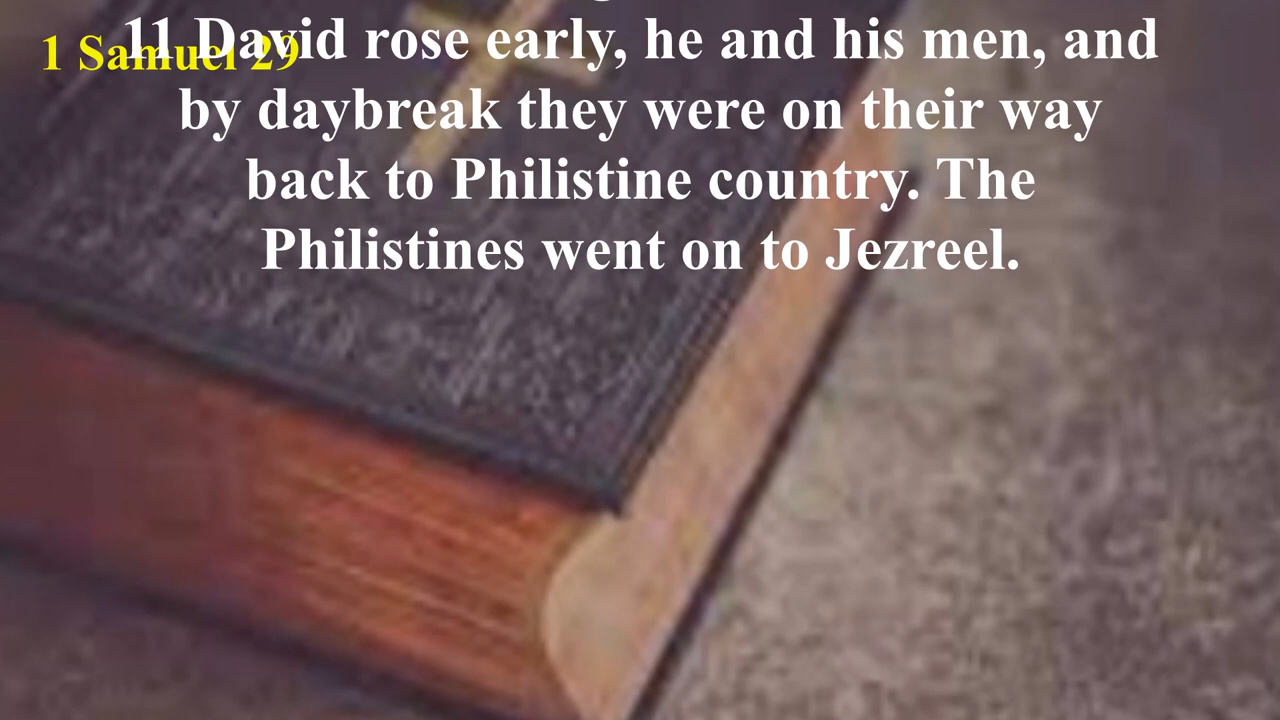 1 Samuel 29
11 David rose early, he and his men, and
by daybreak they were on their way
back to Philistine country. The
Philistines went on to Jezreel.